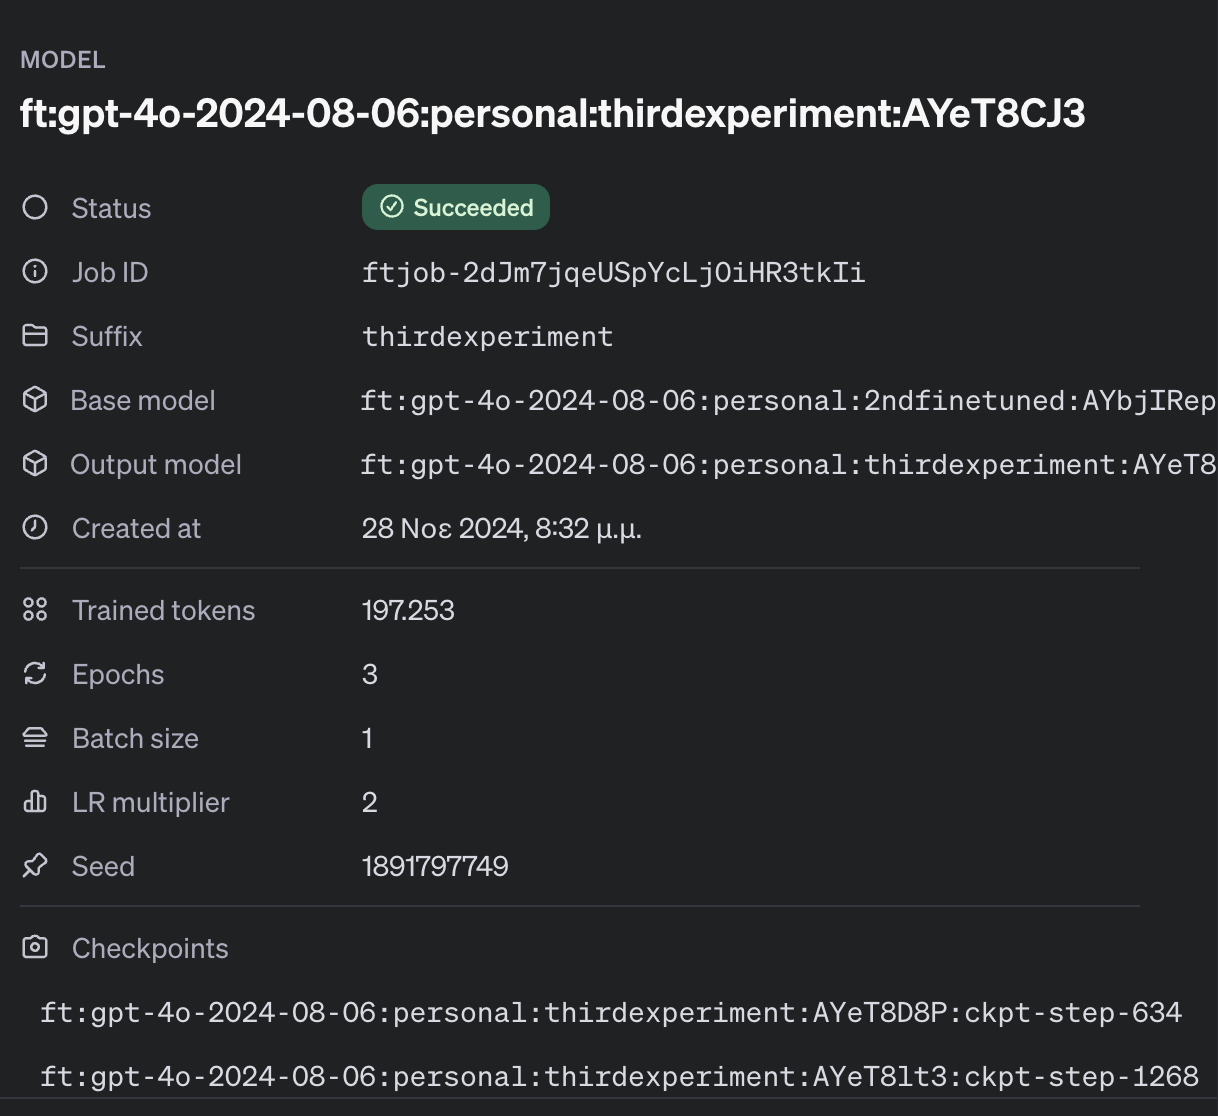 MODEL
ft:gpt-4o-2024-08-06:personal:thirdexperiment:AYeT8CJ3
Status Succeeded
Job ID ftjob-2dJm7jqeUSpYcLjOiHR3tkIi
Suffix thirdexperiment
Base model ft:gpt-4o-2024-08-06:personal:2ndfinetuned:AYbjIRep
Output model ft:gpt-4o-2024-08-06:personal:thirdexperiment:AYeT8
Created at 28 Νοε 2024, 8:32 μ.μ.
Trained tokens 197.253
Epochs 3
Batch size 1
LR multiplier 2
Seed 1891797749
Checkpoints
ft:gpt-4o-2024-08-06:personal:thirdexperiment:AYeT8D8P:ckpt-step-634
ft:gpt-4o-2024-08-06:personal:thirdexperiment:AYeT8lt3:ckpt-step-1268